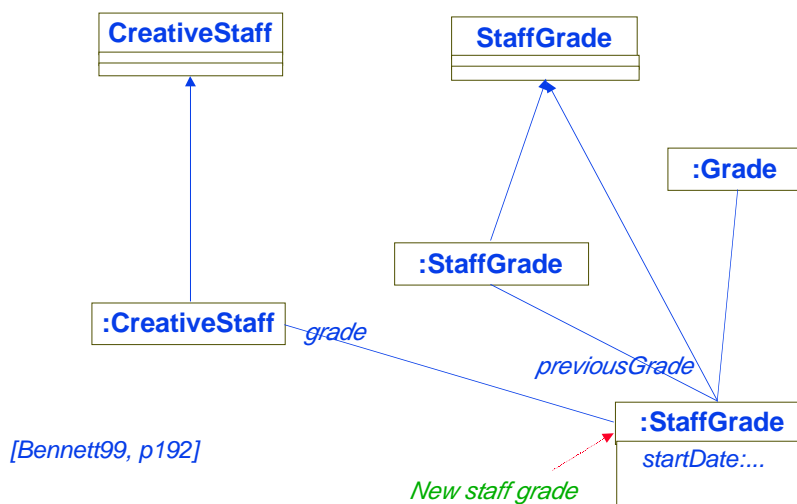 CreativeStaff
StaffGrade
:Grade
:StaffGrade
:CreativeStaff
grade
previousGrade
:StaffGrade
startDate:...
[Bennett99, p192]
New staff grade